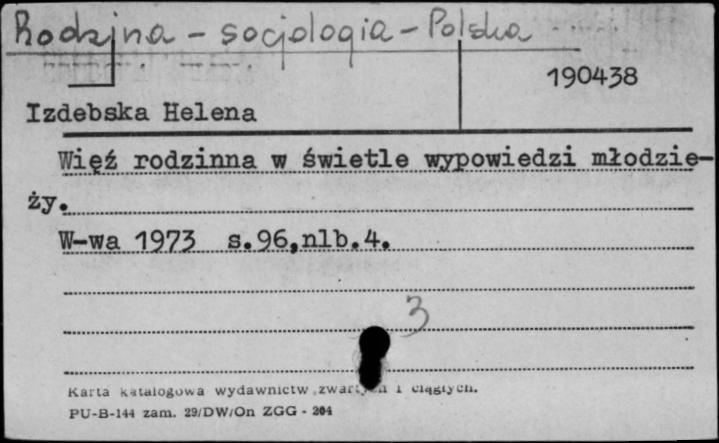 Rodzina - socjologia - Polska
190438
Izdebska Helena
Więź rodzinna w świetle wypowiedzi młodzie-
ży.
W-wa 1973 s.96,nlb.4.
3
Karta katalogowa wydawnictw zwartych i ciągłych.
PU-B-144 zam. 29/DW/On ZGG - 204